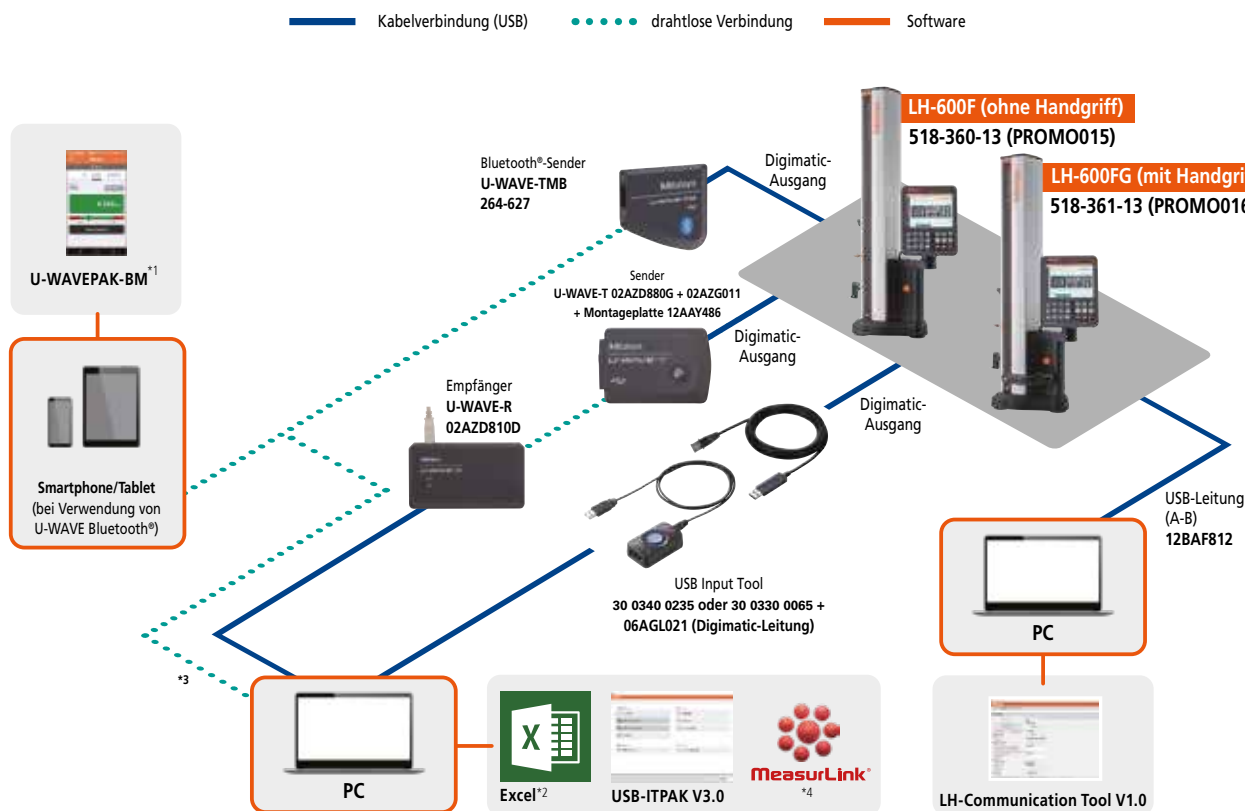 Kabelverbindung (USB)
drahtlose Verbindung
Software
LH-600F (ohne Handgriff)
518-360-13 (PROMO015)
LH-600FG (mit Handgri
518-361-13 (PROMO016
Bluetooth®-Sender
U-WAVE-TMB
264-627
Digimatic-
Ausgang
Mitutoyo
U-WAVEPAK-BM*1
Sender
U-WAVE-T 02AZD880G + 02AZG011
+ Montageplatte 12AAY486
Digimatic-
Ausgang
Mitutoyo
Empfänger
U-WAVE-R
02AZD810D
Digimatic-
Ausgang
Smartphone/Tablet
(bei Verwendung von
U-WAVE Bluetooth®)
USB-Leitung
(A-B)
12BAF812
USB Input Tool
30 0340 0235 oder 30 0330 0065 +
06AGL021 (Digimatic-Leitung)
PC
*3
PC
X
Excel*2
USB-ITPAK V3.0
MeasurLink®
*4
LH-Communication Tool V1.0